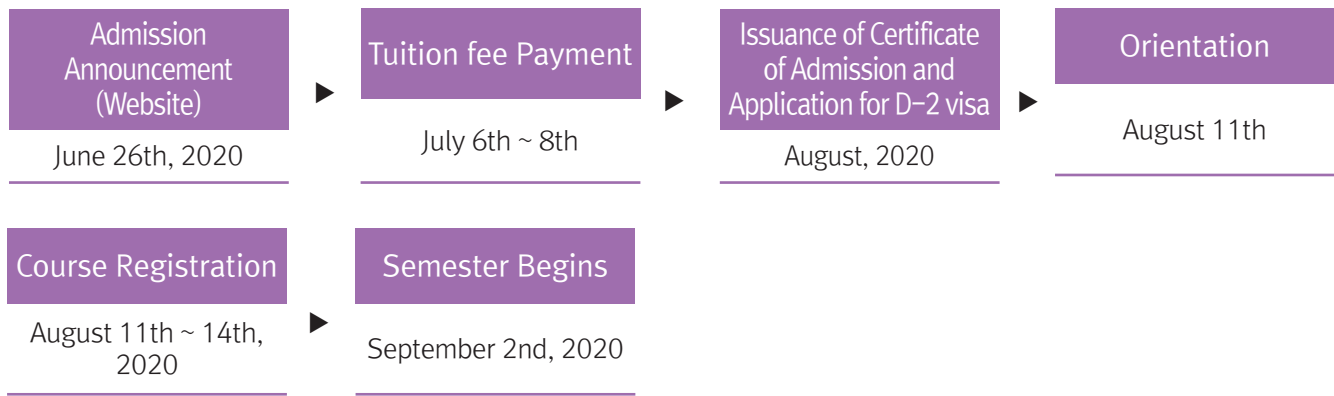 Admission
Announcement
(Website)
June 26th, 2020
Tuition fee Payment
July 6th ~ 8th
Issuance of Certificate
of Admission and
Application for D-2 visa
August, 2020
Orientation
August 11th
Course Registration
August 11th ~ 14th,
2020
Semester Begins
September 2nd, 2020